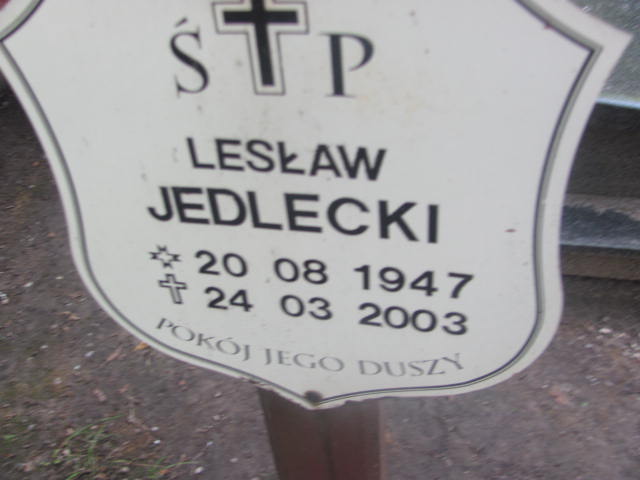 Ś P
LESŁAW
JEDLECKI
20 08 1947
24 03 2003
POKÓJ JEGO DUSZY